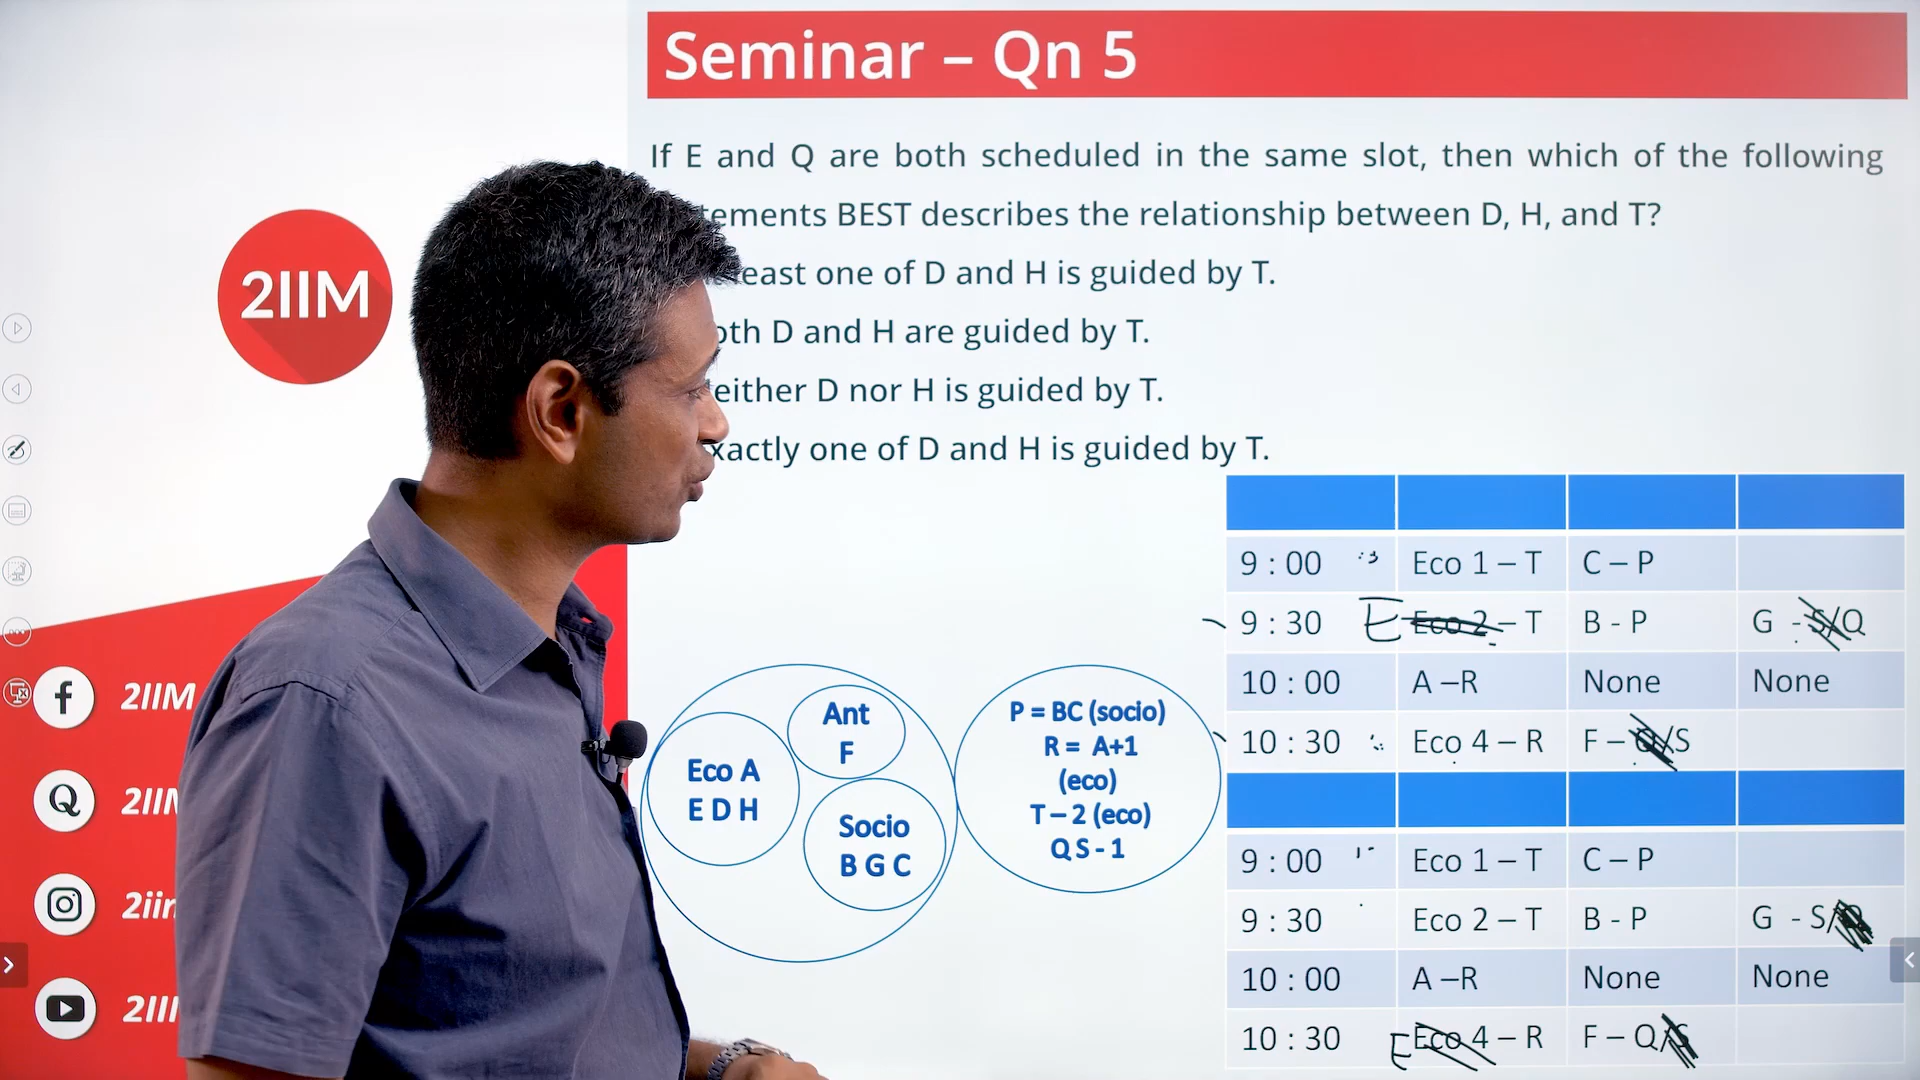 Seminar – Qn 5
If E and Q are both scheduled in the same slot, then which of the following
tements BEST describes the relationship between D, H, and T?
east one of D and H is guided by T.
oth D and H are guided by T.
either D nor H is guided by T.
xactly one of D and H is guided by T.
2IIM
9 : 00 Eco 1 – T C – P
9 : 30 E Eco 2 – T B - P G - S/Q
10 : 00 A –R None None
10 : 30 Eco 4 – R F – Q/S
9 : 00 Eco 1 – T C – P
9 : 30 Eco 2 – T B - P G - S/Q
10 : 00 A –R None None
10 : 30 E Eco 4 – R F – Q/S
Ant
F
Eco A
E D H
Socio
B G C
P = BC (socio)
R = A+1
(eco)
T – 2 (eco)
Q S - 1
2IIM
Q
2IIM
2iim
2III